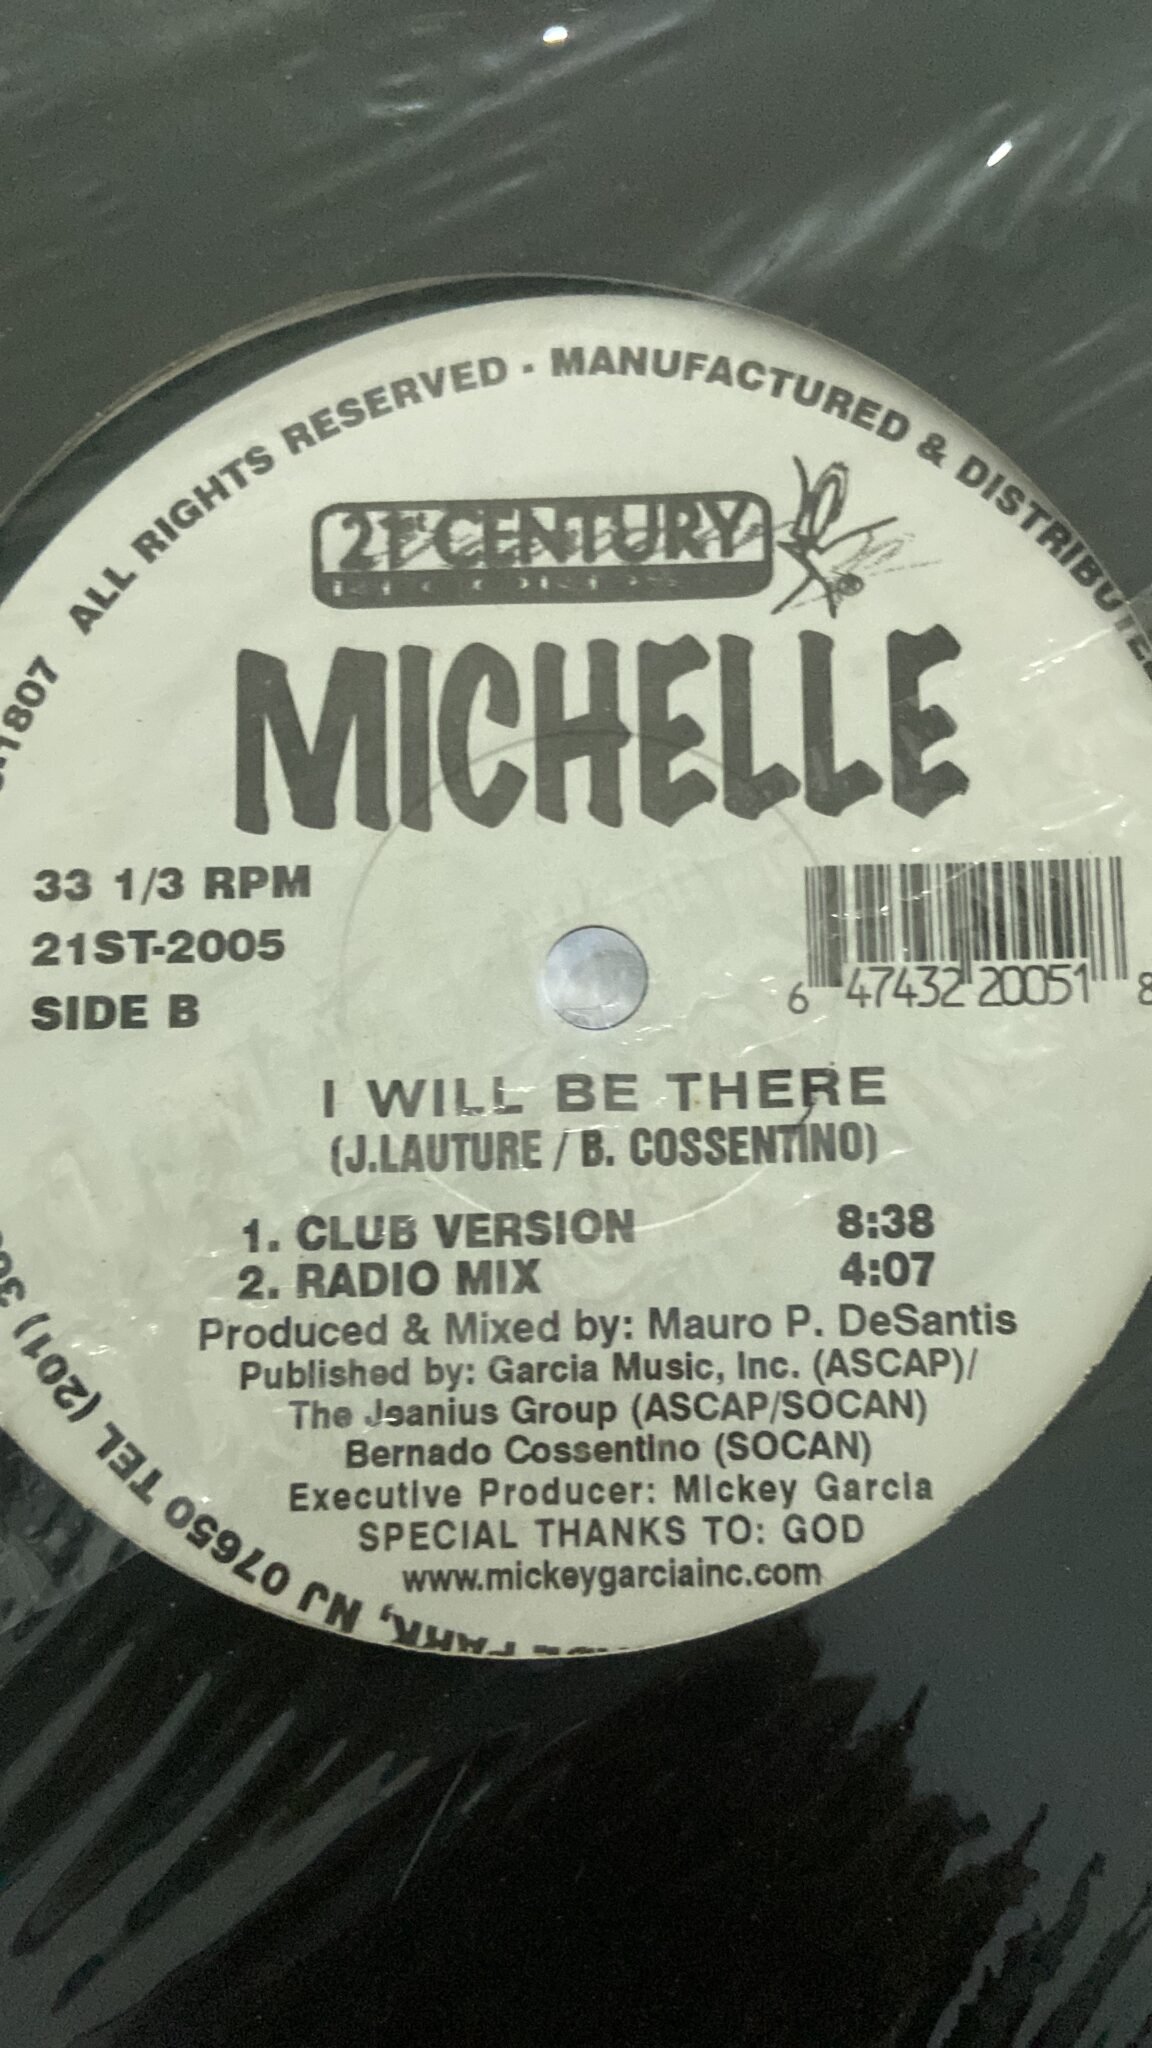 ALL RIGHTS RESERVED · MANUFACTURED & DISTRIBUTE
21st CENTURY
RECORDS
MICHELLE
33 1/3 RPM
21ST-2005
SIDE B
6 47432 20051 8
I WILL BE THERE
(J.LAUTURE / B. COSSENTINO)
1. CLUB VERSION 8:38
2. RADIO MIX 4:07
Produced & Mixed by: Mauro P. DeSantis
Published by: Garcia Music, Inc. (ASCAP)/
The Jeanius Group (ASCAP/SOCAN)
Bernado Cossentino (SOCAN)
Executive Producer: Mickey Garcia
SPECIAL THANKS TO: GOD
www.mickeygarciainc.com
PARK, NJ 07650 TEL (201)
-1807